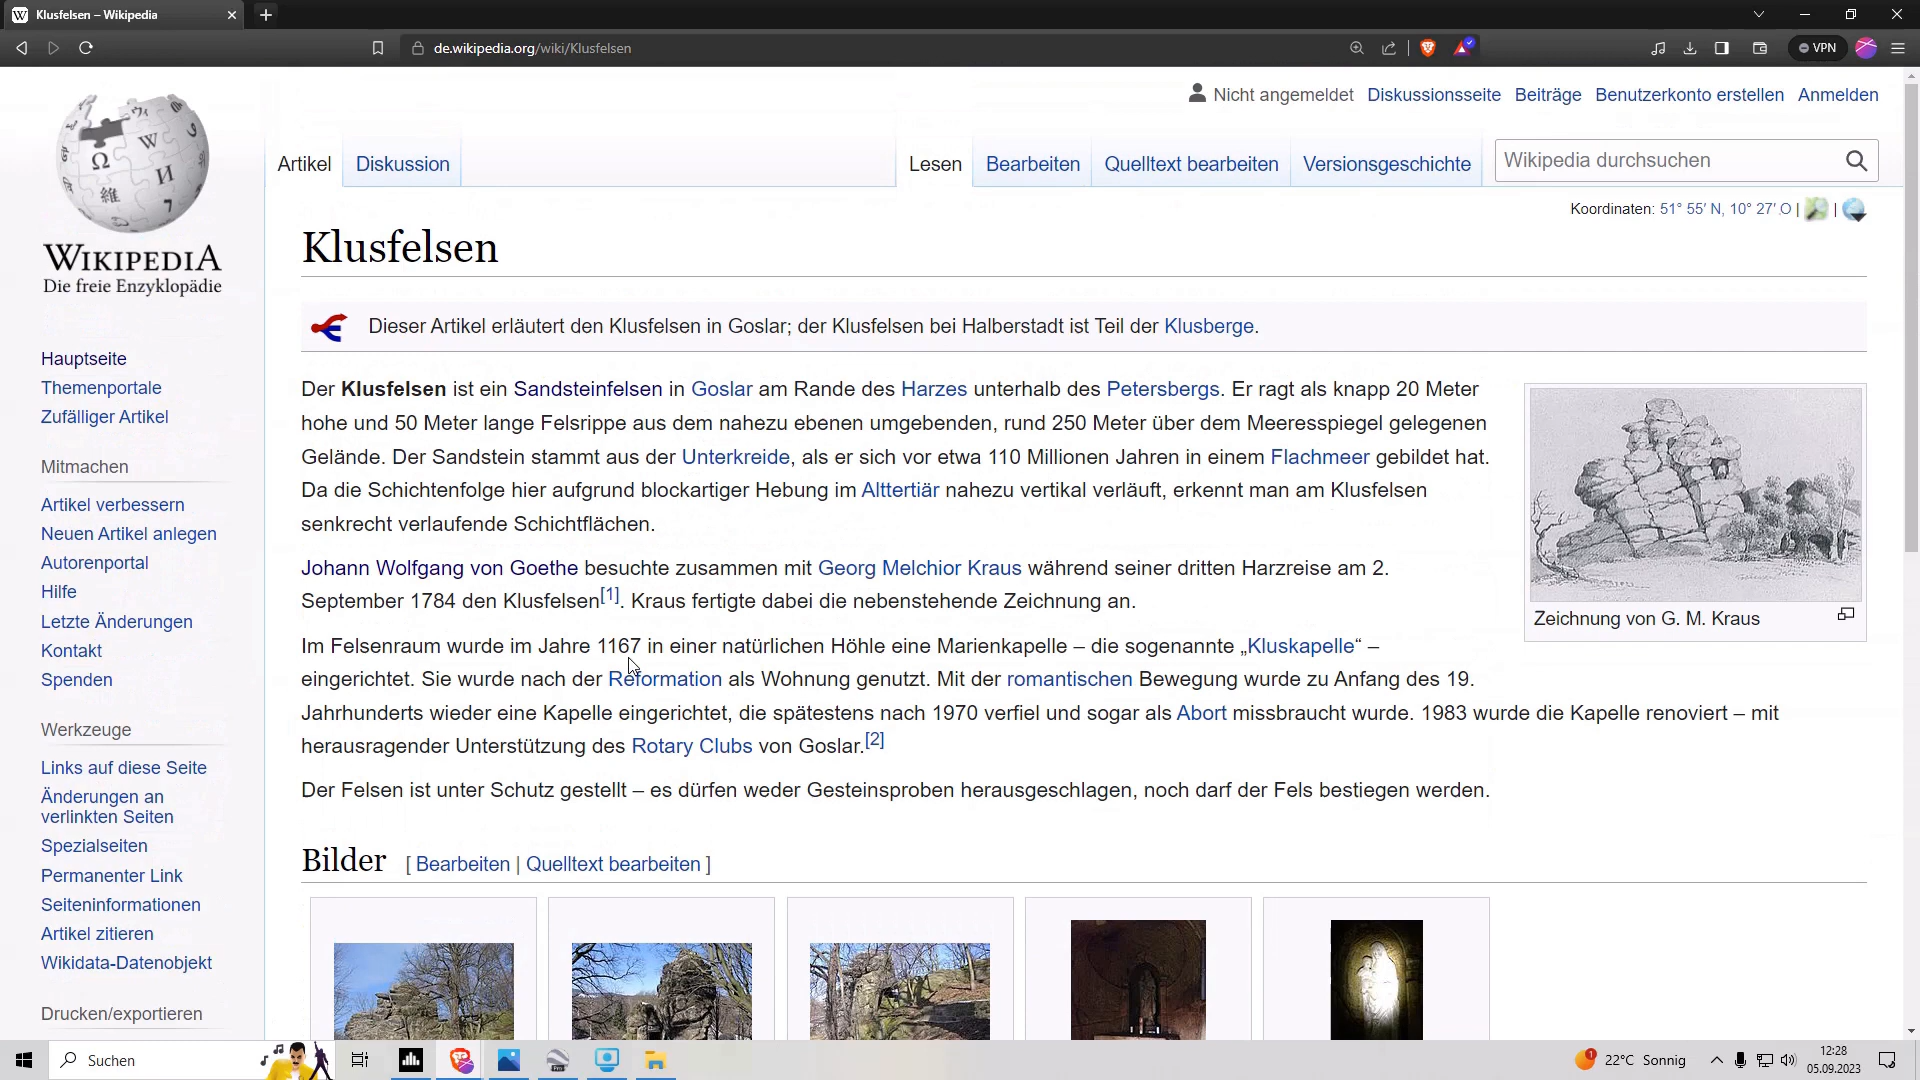 Klusfelsen – Wikipedia
de.wikipedia.org/wiki/Klusfelsen
VPN
Nicht angemeldet Diskussionsseite Beiträge Benutzerkonto erstellen Anmelden
Artikel Diskussion Lesen Bearbeiten Quelltext bearbeiten Versionsgeschichte Wikipedia durchsuchen
Koordinaten: 51° 55′ N, 10° 27′ O | |
WIKIPEDIA
Die freie Enzyklopädie
Hauptseite
Themenportale
Zufälliger Artikel
Mitmachen
Artikel verbessern
Neuen Artikel anlegen
Autorenportal
Hilfe
Letzte Änderungen
Kontakt
Spenden
Werkzeuge
Links auf diese Seite
Änderungen an
verlinkten Seiten
Spezialseiten
Permanenter Link
Seiteninformationen
Artikel zitieren
Wikidata-Datenobjekt
Drucken/exportieren
Klusfelsen
Dieser Artikel erläutert den Klusfelsen in Goslar; der Klusfelsen bei Halberstadt ist Teil der Klusberge.
Der Klusfelsen ist ein Sandsteinfelsen in Goslar am Rande des Harzes unterhalb des Petersbergs. Er ragt als knapp 20 Meter
hohe und 50 Meter lange Felsrippe aus dem nahezu ebenen umgebenden, rund 250 Meter über dem Meeresspiegel gelegenen
Gelände. Der Sandstein stammt aus der Unterkreide, als er sich vor etwa 110 Millionen Jahren in einem Flachmeer gebildet hat.
Da die Schichtenfolge hier aufgrund blockartiger Hebung im Alttertiär nahezu vertikal verläuft, erkennt man am Klusfelsen
senkrecht verlaufende Schichtflächen.
Johann Wolfgang von Goethe besuchte zusammen mit Georg Melchior Kraus während seiner dritten Harzreise am 2.
September 1784 den Klusfelsen[1]. Kraus fertigte dabei die nebenstehende Zeichnung an.
Zeichnung von G. M. Kraus
Im Felsenraum wurde im Jahre 1167 in einer natürlichen Höhle eine Marienkapelle – die sogenannte „Kluskapelle“ –
eingerichtet. Sie wurde nach der Reformation als Wohnung genutzt. Mit der romantischen Bewegung wurde zu Anfang des 19.
Jahrhunderts wieder eine Kapelle eingerichtet, die spätestens nach 1970 verfiel und sogar als Abort missbraucht wurde. 1983 wurde die Kapelle renoviert – mit
herausragender Unterstützung des Rotary Clubs von Goslar.[2]
Der Felsen ist unter Schutz gestellt – es dürfen weder Gesteinsproben herausgeschlagen, noch darf der Fels bestiegen werden.
Bilder [ Bearbeiten | Quelltext bearbeiten ]
Suchen
Pro
1
22°C Sonnig
12:28
05.09.2023